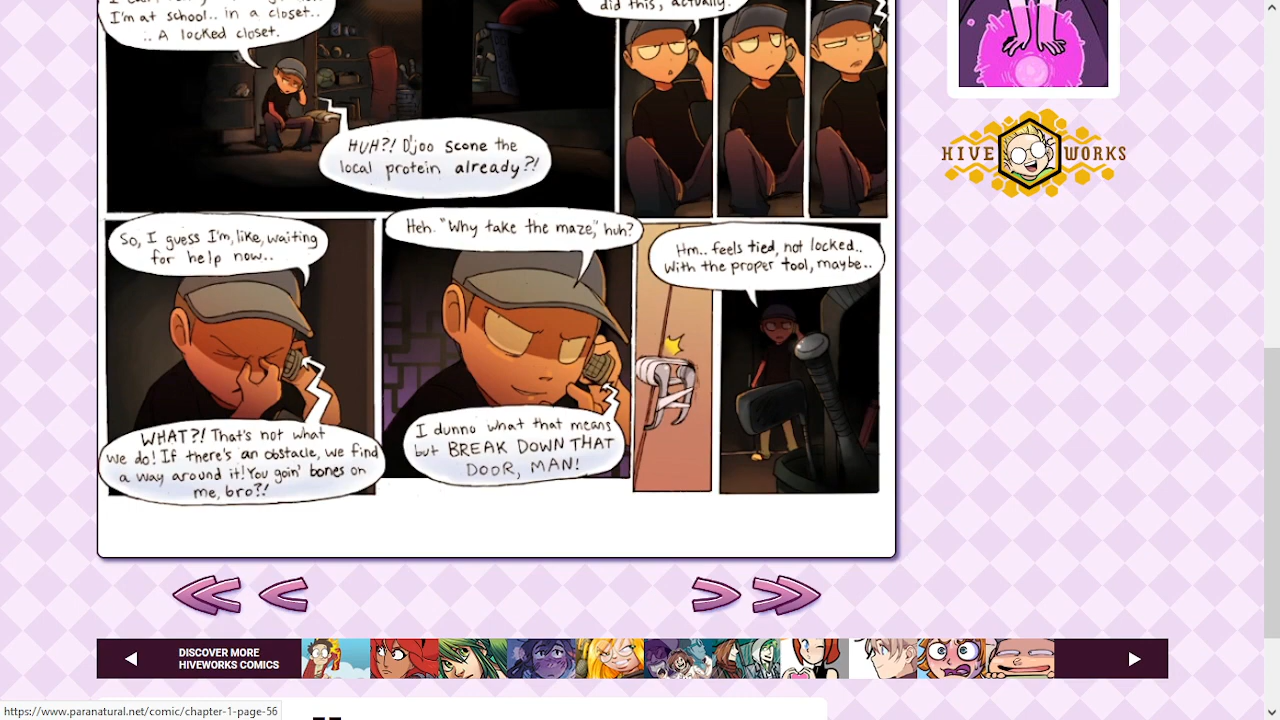 I'm at school.. in a closet..
.. A locked closet.
did this, actually.
HUH?! D'joo scone the
local protein already?!
So, I guess I'm, like, waiting
for help now..
WHAT?! That's not what
we do! If there's an obstacle, we find
a way around it! You goin' bones on
me, bro?!
Heh. "Why take the maze," huh?
I dunno what that means
but BREAK DOWN THAT
DOOR, MAN!
Hm.. feels tied, not locked..
With the proper tool, maybe..
HIVE WORKS
DISCOVER MORE
HIVEWORKS COMICS
https://www.paranatural.net/comic/chapter-1-page-56